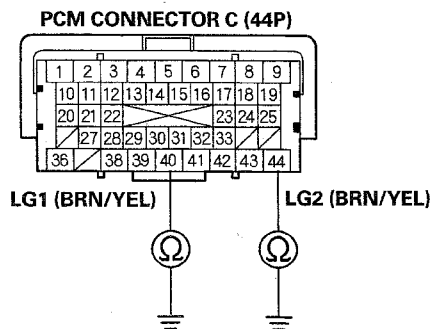 PCM CONNECTOR C (44P)
1 2 3 4 5 6 7 8 9
10 11 12 13 14 15 16 17 18 19
20 21 22 23 24 25
27 28 29 30 31 32 33
36 38 39 40 41 42 43 44
LG1 (BRN/YEL) LG2 (BRN/YEL)
Ω Ω